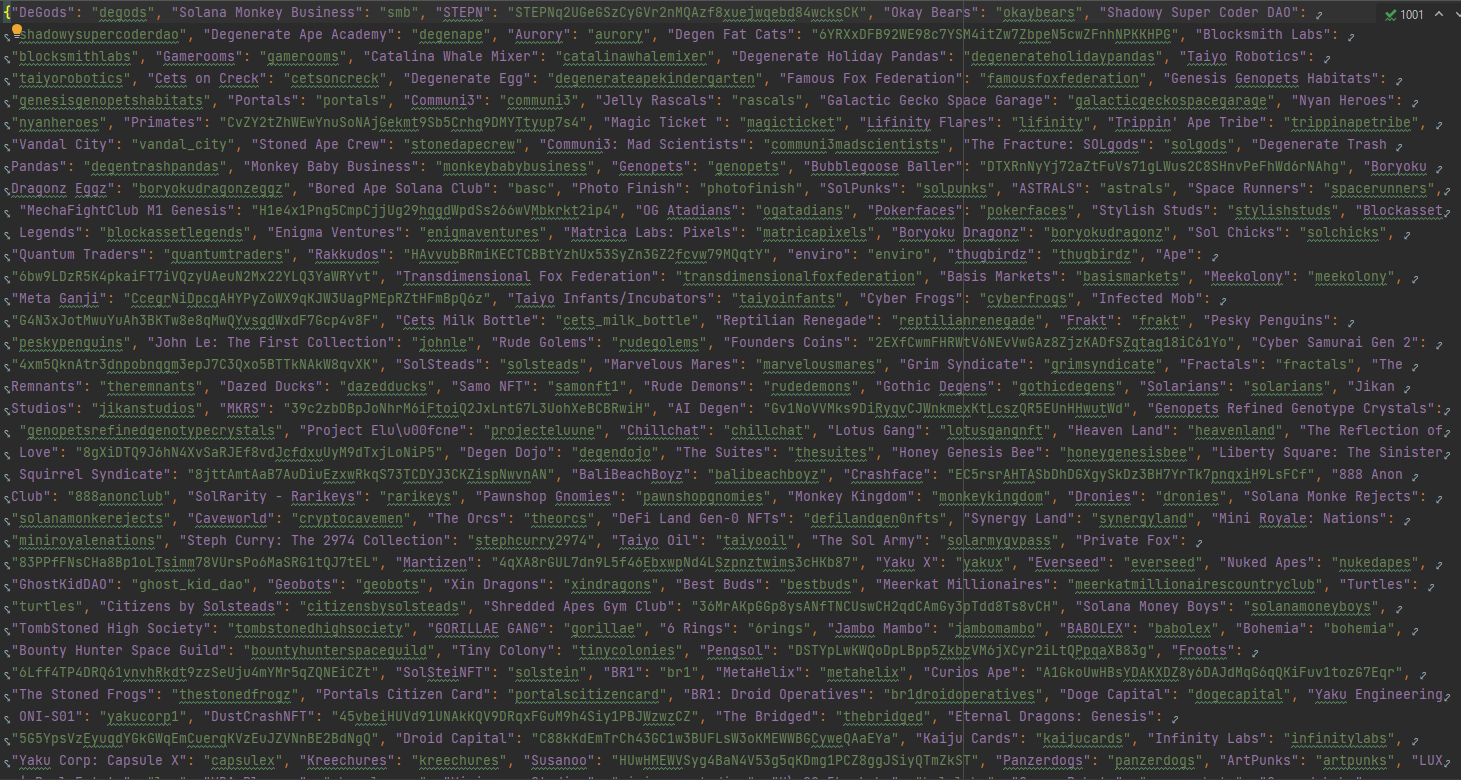 {"DeGods": "degods", "Solana Monkey Business": "smb", "STEPN": "STEPNq2UGeGSzCyGVr2nMQAzf8xuejwqebd84wcksCK", "Okay Bears": "okaybears", "Shadowy Super Coder DAO":
1001
"shadowysupercoderdao", "Degenerate Ape Academy": "degenape", "Aurory": "aurory", "Degen Fat Cats": "6YRXxDFB92WE98c7YSM4itZw7ZbpeN5cwZFnhNPKKHPG", "Blocksmith Labs":
"blocksmithlabs", "Gamerooms": "gamerooms", "Catalina Whale Mixer": "catalinawhalemixer", "Degenerate Holiday Pandas": "degenerateholidaypandas", "Taiyo Robotics":
"taiyorobotics", "Cets on Creck": "cetsoncreck", "Degenerate Egg": "degenerateapekindergarten", "Famous Fox Federation": "famousfoxfederation", "Genesis Genopets Habitats":
"genesisgenopetshabitats", "Portals": "portals", "Communi3": "communi3", "Jelly Rascals": "rascals", "Galactic Gecko Space Garage": "galacticgeckospacegarage", "Nyan Heroes":
"nyanheroes", "Primates": "CvZY2tZhWEwYnuSoNAjGekmt9Sb5Crhq9DMYTtyup7s4", "Magic Ticket ": "magicticket", "Lifinity Flares": "lifinity", "Trippin' Ape Tribe": "trippinapetribe",
"Vandal City": "vandal_city", "Stoned Ape Crew": "stonedapecrew", "Communi3: Mad Scientists": "communi3madscientists", "The Fracture: SOLgods": "solgods", "Degenerate Trash
Pandas": "degentrashpandas", "Monkey Baby Business": "monkeybabybusiness", "Genopets": "genopets", "Bubblegoose Baller": "DTXRnNyYj72aZtFuVs71gLWus2C8SHnvPeFhWd6rNAhg", "Boryoku
Dragonz Eggz": "boryokudragonzeggz", "Bored Ape Solana Club": "basc", "Photo Finish": "photofinish", "SolPunks": "solpunks", "ASTRALS": "astrals", "Space Runners": "spacerunners",
"MechaFightClub M1 Genesis": "H1e4x1Png5CmpCjjUg29hqgdWpdSs266wVMbkrkt2ip4", "OG Atadians": "ogatadians", "Pokerfaces": "pokerfaces", "Stylish Studs": "stylishstuds", "Blockasset
Legends": "blockassetlegends", "Enigma Ventures": "enigmaventures", "Matrica Labs: Pixels": "matricapixels", "Boryoku Dragonz": "boryokudragonz", "Sol Chicks": "solchicks",
"Quantum Traders": "quantumtraders", "Rakkudos": "HAvvubBRmiKECTCBBtYzhUx53SyZn3GZ2fcvw79MQqtY", "enviro": "enviro", "thugbirdz": "thugbirdz", "Ape":
"6bw9LDzR5K4pkaiFT7iVQzyUAeuN2Mx22YLQ3YaWRYvt", "Transdimensional Fox Federation": "transdimensionalfoxfederation", "Basis Markets": "basismarkets", "Meekolony": "meekolony",
"Meta Ganji": "CcegrNiDpcqAHYPyZoWX9qKJW3UagPMEpRZtHFmBpQ6z", "Taiyo Infants/Incubators": "taiyoinfants", "Cyber Frogs": "cyberfrogs", "Infected Mob":
"G4N3xJotMwuYuAh3BKTw8e8qMwQYvsgdWxdF7Gcp4v8F", "Cets Milk Bottle": "cets_milk_bottle", "Reptilian Renegade": "reptilianrenegade", "Frakt": "frakt", "Pesky Penguins":
"peskypenguins", "John Le: The First Collection": "johnle", "Rude Golems": "rudegolems", "Founders Coins": "2EXfCwmFHRWtV6NEvVwGAz8ZjzKADfSZqtaq18iC61Yo", "Cyber Samurai Gen 2":
"4xm5QknAtr3dnpobnqgm3epJ7C3Qxo5BTTkNAkW8qvXK", "SolSteads": "solsteads", "Marvelous Mares": "marvelousmares", "Grim Syndicate": "grimsyndicate", "Fractals": "fractals", "The
Remnants": "theremnants", "Dazed Ducks": "dazedducks", "Samo NFT": "samonft1", "Rude Demons": "rudedemons", "Gothic Degens": "gothicdegens", "Solarians": "solarians", "Jikan
Studios": "jikanstudios", "MKRS": "39c2zbDBpJoNhrM6iFtoiQ2JxLntG7L3UohXeBCBRwiH", "AI Degen": "Gv1NoVVMks9DiRygvCJWnkmexKtLcszQR5EUnHHwutWd", "Genopets Refined Genotype Crystals":
"genopetsrefinedgenotypecrystals", "Project Elu\u00fcne": "projecteluune", "Chillchat": "chillchat", "Lotus Gang": "lotusgangnft", "Heaven Land": "heavenland", "The Reflection of
Love": "8gXiDTQ9J6hN4XvSaRJEf8vdJcfdxuUyM9dTxjLoNiP5", "Degen Dojo": "degendojo", "The Suites": "thesuites", "Honey Genesis Bee": "honeygenesisbee", "Liberty Square: The Sinister
Squirrel Syndicate": "8jttAmtAaB7AuDiuEzxwRkqS73TCDYJ3CKZispNwvnAN", "BaliBeachBoyz": "balibeachboyz", "Crashface": "EC5rsrAHTASbDhDGXgySkDz3BH7YrTk7pnqxiH9LsFCf", "888 Anon
Club": "888anonclub", "SolRarity - Rarikeys": "rarikeys", "Pawnshop Gnomies": "pawnshopgnomies", "Monkey Kingdom": "monkeykingdom", "Dronies": "dronies", "Solana Monke Rejects":
"solanamonkerejects", "Caveworld": "cryptocavemen", "The Orcs": "theorcs", "DeFi Land Gen-0 NFTs": "defilandgen0nfts", "Synergy Land": "synergyland", "Mini Royale: Nations":
"miniroyalenations", "Steph Curry: The 2974 Collection": "stephcurry2974", "Taiyo Oil": "taiyooil", "The Sol Army": "solarmygvpass", "Private Fox":
"83PPfFNsCHa8Bp1oLTsimm78VUrsPo6MaSRG1tQJ7tEL", "Martizen": "4qXA8rGUL7dn9L5f46EbxwpNd4LSzpnztwims3cHKb87", "Yaku X": "yakux", "Everseed": "everseed", "Nuked Apes": "nukedapes",
"GhostKidDAO": "ghost_kid_dao", "Geobots": "geobots", "Xin Dragons": "xindragons", "Best Buds": "bestbuds", "Meerkat Millionaires": "meerkatmillionairescountryclub", "Turtles":
"turtles", "Citizens by Solsteads": "citizensbysolsteads", "Shredded Apes Gym Club": "36MrAKpGGp8ysANfTNCUswCH2qdCAmGy3pTdd8Ts8vCH", "Solana Money Boys": "solanamoneyboys",
"TombStoned High Society": "tombstonedhighsociety", "GORILLAE GANG": "gorillae", "6 Rings": "6rings", "Jambo Mambo": "jambomambo", "BABOLEX": "babolex", "Bohemia": "bohemia",
"Bounty Hunter Space Guild": "bountyhunterspaceguild", "Tiny Colony": "tinycolonies", "Pengsol": "DSTYpLwKWQoDpLBpp5ZkbzVM6jXCyr2iLtQPpqaXB83g", "Froots":
"6Lff4TP4DRQ61ynvhRkdt9zzSeUju4mYMr5qZQNEiCZt", "SolSteiNFT": "solstein", "BR1": "br1", "MetaHelix": "metahelix", "Curios Ape": "A1GkoUwHBsYDAKXDZ8y6DAJdMqG6qQKiFuv1tozG7Eqr",
"The Stoned Frogs": "thestonedfrogz", "Portals Citizen Card": "portalscitizencard", "BR1: Droid Operatives": "br1droidoperatives", "Doge Capital": "dogecapital", "Yaku Engineering
ONI-S01": "yakucorp1", "DustCrashNFT": "45vbeiHUVd91UNAkKQV9DRqxFGuM9h4Siy1PBJWzwzCZ", "The Bridged": "thebridged", "Eternal Dragons: Genesis":
"5G5YpsVzEyuqdYGkGWqEmCuerqKVzEuJZVNnBE2BdNgQ", "Droid Capital": "C88kKdEmTrCh43GC1w3BUFLsW3oKMEWWBGCyweQAaEYa", "Kaiju Cards": "kaijucards", "Infinity Labs": "infinitylabs",
"Yaku Corp: Capsule X": "capsulex", "Kreechures": "kreechures", "Susanoo": "HUwHMEWVSyg4BaN4V53g5qKDmg1PCZ8ggJSiyQTmZkST", "Panzerdogs": "panzerdogs", "ArtPunks": "artpunks", "LUX